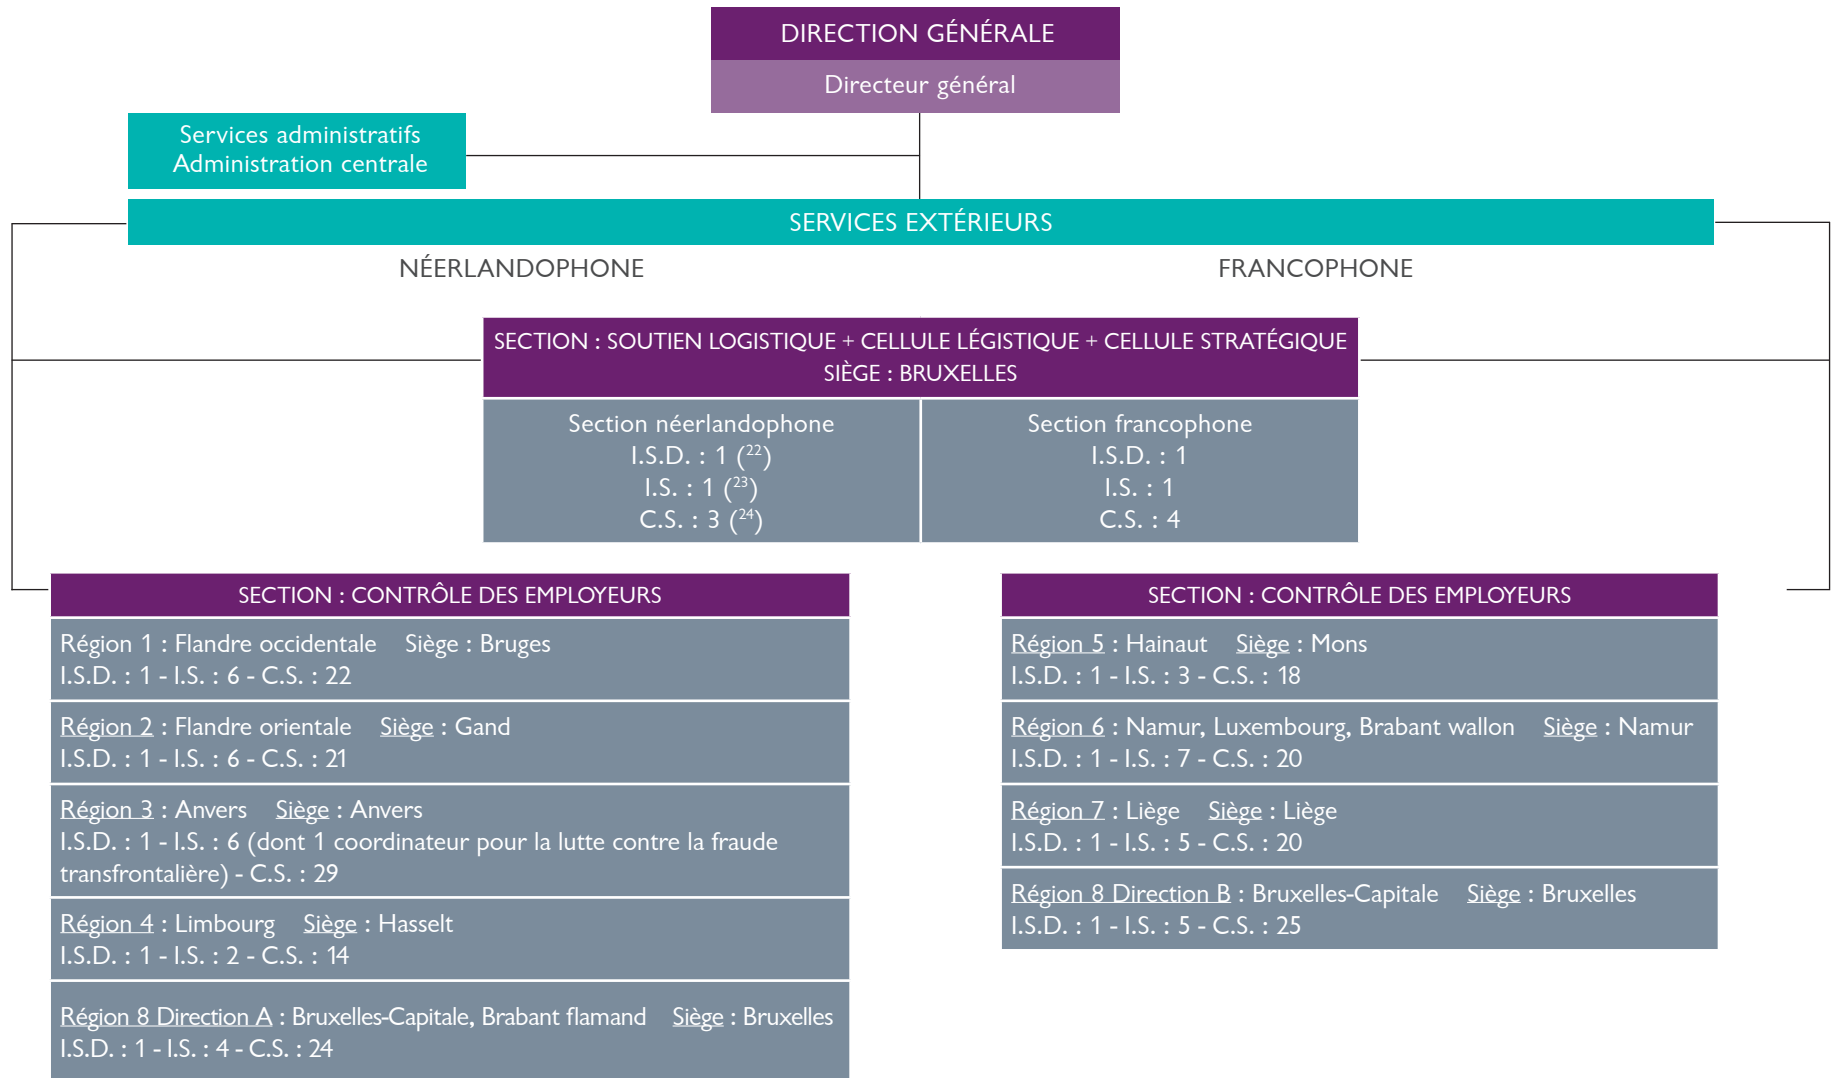 DIRECTION GÉNÉRALE
Directeur général
Services administratifs
Administration centrale
SERVICES EXTÉRIEURS
NÉERLANDOPHONE
FRANCOPHONE
SECTION : SOUTIEN LOGISTIQUE + CELLULE LÉGISTIQUE + CELLULE STRATÉGIQUE
SIÈGE : BRUXELLES
Section néerlandophone
I.S.D. : 1 (22)
I.S. : 1 (23)
C.S. : 3 (24)
Section francophone
I.S.D. : 1
I.S. : 1
C.S. : 4
SECTION : CONTRÔLE DES EMPLOYEURS
Région 1 : Flandre occidentale Siège : Bruges
I.S.D. : 1 - I.S. : 6 - C.S. : 22
Région 2 : Flandre orientale Siège : Gand
I.S.D. : 1 - I.S. : 6 - C.S. : 21
Région 3 : Anvers Siège : Anvers
I.S.D. : 1 - I.S. : 6 (dont 1 coordinateur pour la lutte contre la fraude
transfrontalière) - C.S. : 29
Région 4 : Limbourg Siège : Hasselt
I.S.D. : 1 - I.S. : 2 - C.S. : 14
Région 8 Direction A : Bruxelles-Capitale, Brabant flamand Siège : Bruxelles
I.S.D. : 1 - I.S. : 4 - C.S. : 24
SECTION : CONTRÔLE DES EMPLOYEURS
Région 5 : Hainaut Siège : Mons
I.S.D. : 1 - I.S. : 3 - C.S. : 18
Région 6 : Namur, Luxembourg, Brabant wallon Siège : Namur
I.S.D. : 1 - I.S. : 7 - C.S. : 20
Région 7 : Liège Siège : Liège
I.S.D. : 1 - I.S. : 5 - C.S. : 20
Région 8 Direction B : Bruxelles-Capitale Siège : Bruxelles
I.S.D. : 1 - I.S. : 5 - C.S. : 25